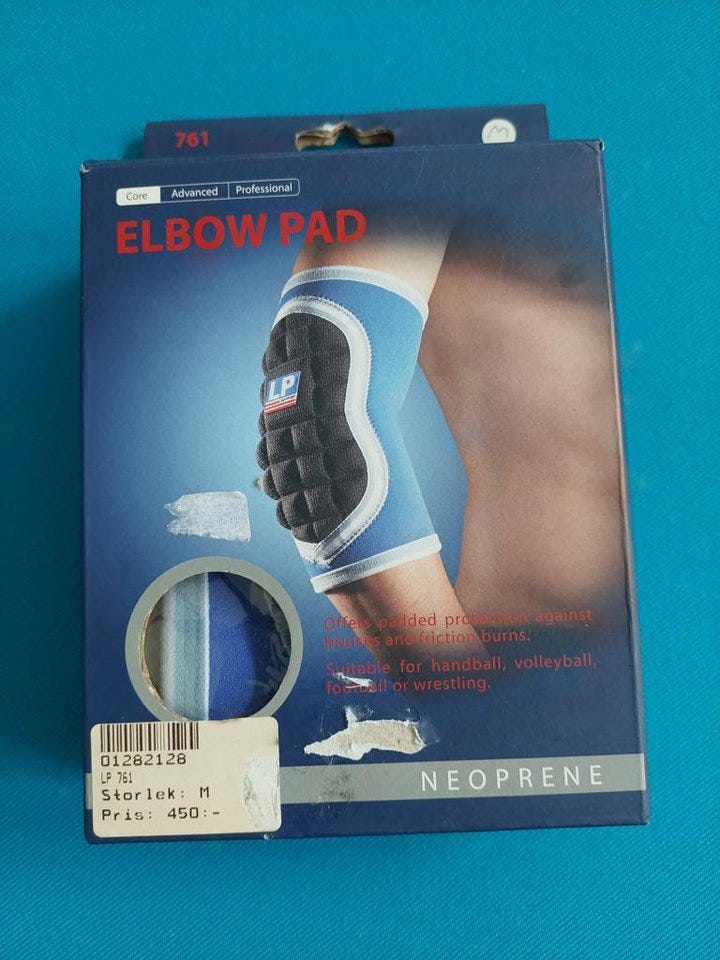 761
M
Core Advanced Professional
ELBOW PAD
LP
Offers padded protection against
bruises and friction burns.
Suitable for handball, volleyball,
football or wrestling.
01282128
LP 761
Storlek: M
Pris: 450:-
NEOPRENE